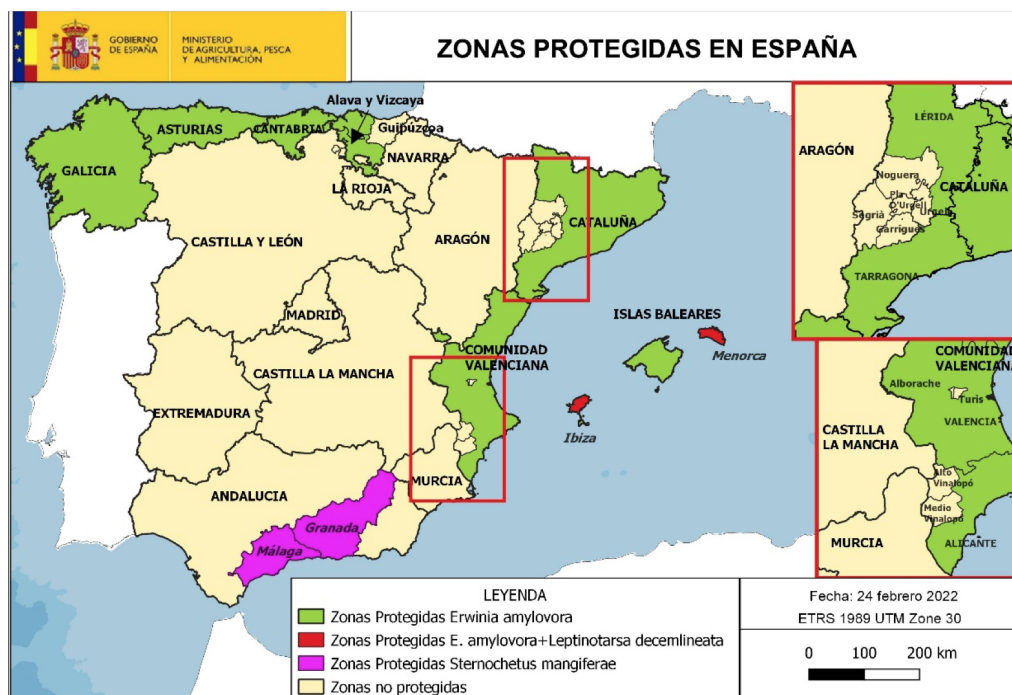 GOBIERNO
DE ESPAÑA
MINISTERIO
DE AGRICULTURA, PESCA
Y ALIMENTACIÓN
ZONAS PROTEGIDAS EN ESPAÑA
Alava y Vizcaya
ASTURIAS
CANTABRIA
Guipúzcoa
GALICIA
NAVARRA
LA RIOJA
CATALUÑA
CASTILLA Y LEÓN
ARAGÓN
MADRID
ISLAS BALEARES
Menorca
COMUNIDAD
VALENCIANA
CASTILLA LA MANCHA
EXTREMADURA
Ibiza
MURCIA
ANDALUCIA
Granada
Málaga
LÉRIDA
ARAGÓN
Noguera
CATALUÑA
Pla
D'Urgell
Segrià
Urgell
Garrigues
TARRAGONA
COMUNIDAD
VALENCIANA
Alborache
Turis
VALENCIA
CASTILLA
LA MANCHA
Alto
Vinalopó
Medio
Vinalopó
MURCIA
ALICANTE
LEYENDA
Zonas Protegidas Erwinia amylovora
Zonas Protegidas E. amylovora+Leptinotarsa decemlineata
Zonas Protegidas Sternochetus mangiferae
Zonas no protegidas
Fecha: 24 febrero 2022
ETRS 1989 UTM Zone 30
0 100 200 km